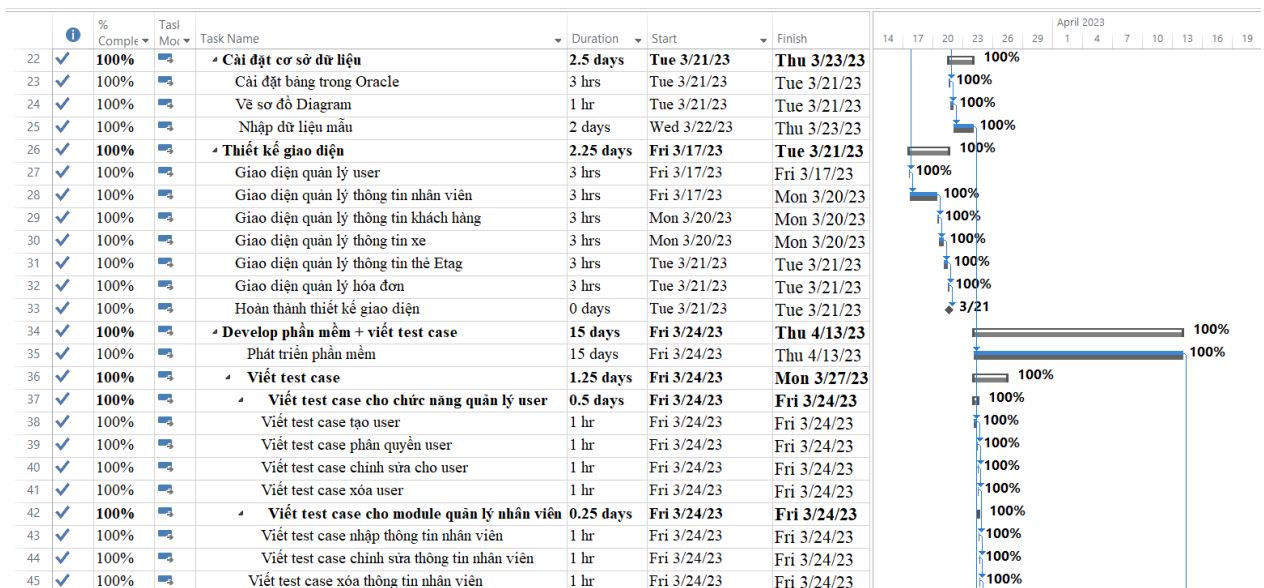 April 2023
% Comple Task Mod Task Name Duration Start Finish 14 17 20 23 26 29 1 4 7 10 13 16 19
22 100% Cài đặt cơ sở dữ liệu 2.5 days Tue 3/21/23 Thu 3/23/23 100%
23 100% Cài đặt bảng trong Oracle 3 hrs Tue 3/21/23 Tue 3/21/23 100%
24 100% Vẽ sơ đồ Diagram 1 hr Tue 3/21/23 Tue 3/21/23 100%
25 100% Nhập dữ liệu mẫu 2 days Wed 3/22/23 Thu 3/23/23 100%
26 100% Thiết kế giao diện 2.25 days Fri 3/17/23 Tue 3/21/23 100%
27 100% Giao diện quản lý user 3 hrs Fri 3/17/23 Fri 3/17/23 100%
28 100% Giao diện quản lý thông tin nhân viên 3 hrs Fri 3/17/23 Mon 3/20/23 100%
29 100% Giao diện quản lý thông tin khách hàng 3 hrs Mon 3/20/23 Mon 3/20/23 100%
30 100% Giao diện quản lý thông tin xe 3 hrs Mon 3/20/23 Mon 3/20/23 100%
31 100% Giao diện quản lý thông tin thẻ Etag 3 hrs Tue 3/21/23 Tue 3/21/23 100%
32 100% Giao diện quản lý hóa đơn 3 hrs Tue 3/21/23 Tue 3/21/23 100%
33 100% Hoàn thành thiết kế giao diện 0 days Tue 3/21/23 Tue 3/21/23 3/21
34 100% Develop phần mềm + viết test case 15 days Fri 3/24/23 Thu 4/13/23 100%
35 100% Phát triển phần mềm 15 days Fri 3/24/23 Thu 4/13/23 100%
36 100% Viết test case 1.25 days Fri 3/24/23 Mon 3/27/23 100%
37 100% Viết test case cho chức năng quản lý user 0.5 days Fri 3/24/23 Fri 3/24/23 100%
38 100% Viết test case tạo user 1 hr Fri 3/24/23 Fri 3/24/23 100%
39 100% Viết test case phân quyền user 1 hr Fri 3/24/23 Fri 3/24/23 100%
40 100% Viết test case chỉnh sửa cho user 1 hr Fri 3/24/23 Fri 3/24/23 100%
41 100% Viết test case xóa user 1 hr Fri 3/24/23 Fri 3/24/23 100%
42 100% Viết test case cho module quản lý nhân viên 0.25 days Fri 3/24/23 Fri 3/24/23 100%
43 100% Viết test case nhập thông tin nhân viên 1 hr Fri 3/24/23 Fri 3/24/23 100%
44 100% Viết test case chỉnh sửa thông tin nhân viên 1 hr Fri 3/24/23 Fri 3/24/23 100%
45 100% Viết test case xóa thông tin nhân viên 1 hr Fri 3/24/23 Fri 3/24/23 100%